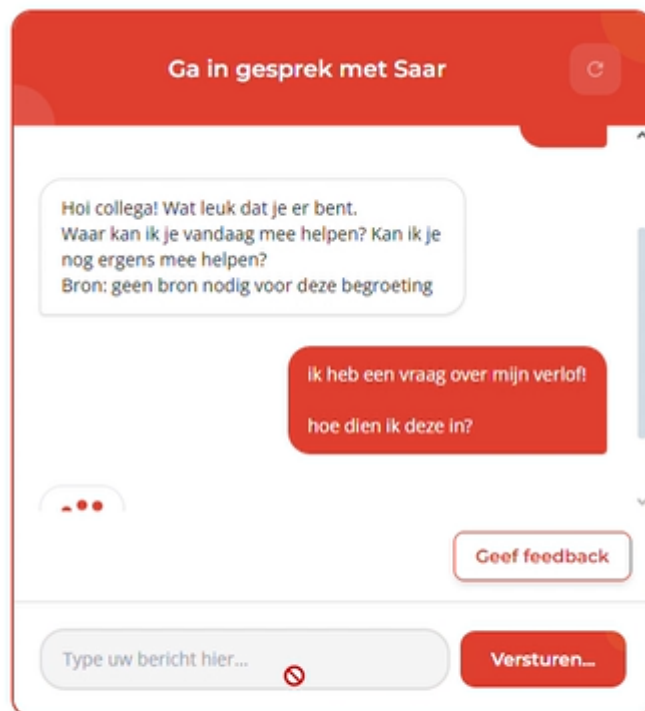 Ga in gesprek met Saar
Hoi collega! Wat leuk dat je er bent.
Waar kan ik je vandaag mee helpen? Kan ik je
nog ergens mee helpen?
Bron: geen bron nodig voor deze begroeting
ik heb een vraag over mijn verlof!
hoe dien ik deze in?
Geef feedback
Type uw bericht hier...
Versturen...